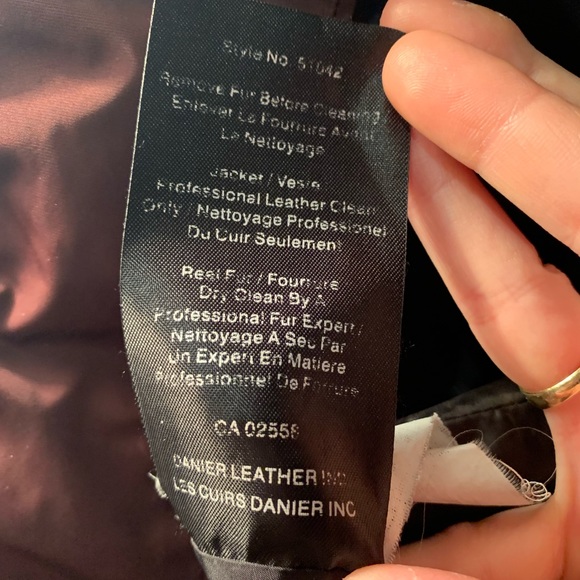 Style No. 51042
Remove Fur Before Cleaning
Enlever La Fourrure Avant
Le Nettoyage
Jacket / Veste
Professional Leather Clean
Only / Nettoyage Professionel
Du Cuir Seulement
Real Fur / Fourrure
Dry Clean By A
Professional Fur Expert /
Nettoyage A Sec Par
un Expert En Matiere
Professionnel De Forrure
CA 02558
DANIER LEATHER INC.
LES CUIRS DANIER INC